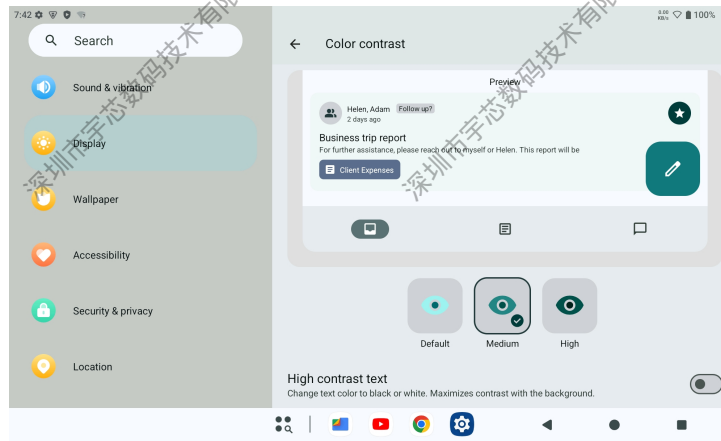 7:42
0.00
KB/s
100%
Search
Sound & vibration
Display
Wallpaper
Accessibility
Security & privacy
Location
Color contrast
Preview
Helen, Adam Follow up?
2 days ago
Business trip report
For further assistance, please reach out to myself or Helen. This report will be
Client Expenses
Default Medium High
High contrast text
Change text color to black or white. Maximizes contrast with the background.
深圳市宇芯数码技术有限
深圳市宇芯数码技术有限